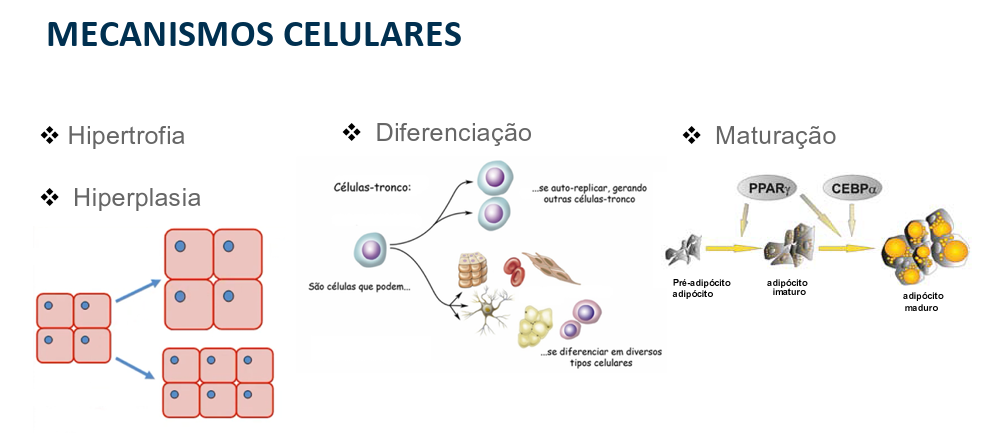 MECANISMOS CELULARES
❖ Hipertrofia
❖ Hiperplasia
❖ Diferenciação
Células-tronco:
...se auto-replicar, gerando
outras células-tronco
São células que podem...
...se diferenciar em diversos
tipos celulares
❖ Maturação
PPARγ
CEBPα
Pré-adipócito
adipócito
adipócito
imaturo
adipócito
maduro